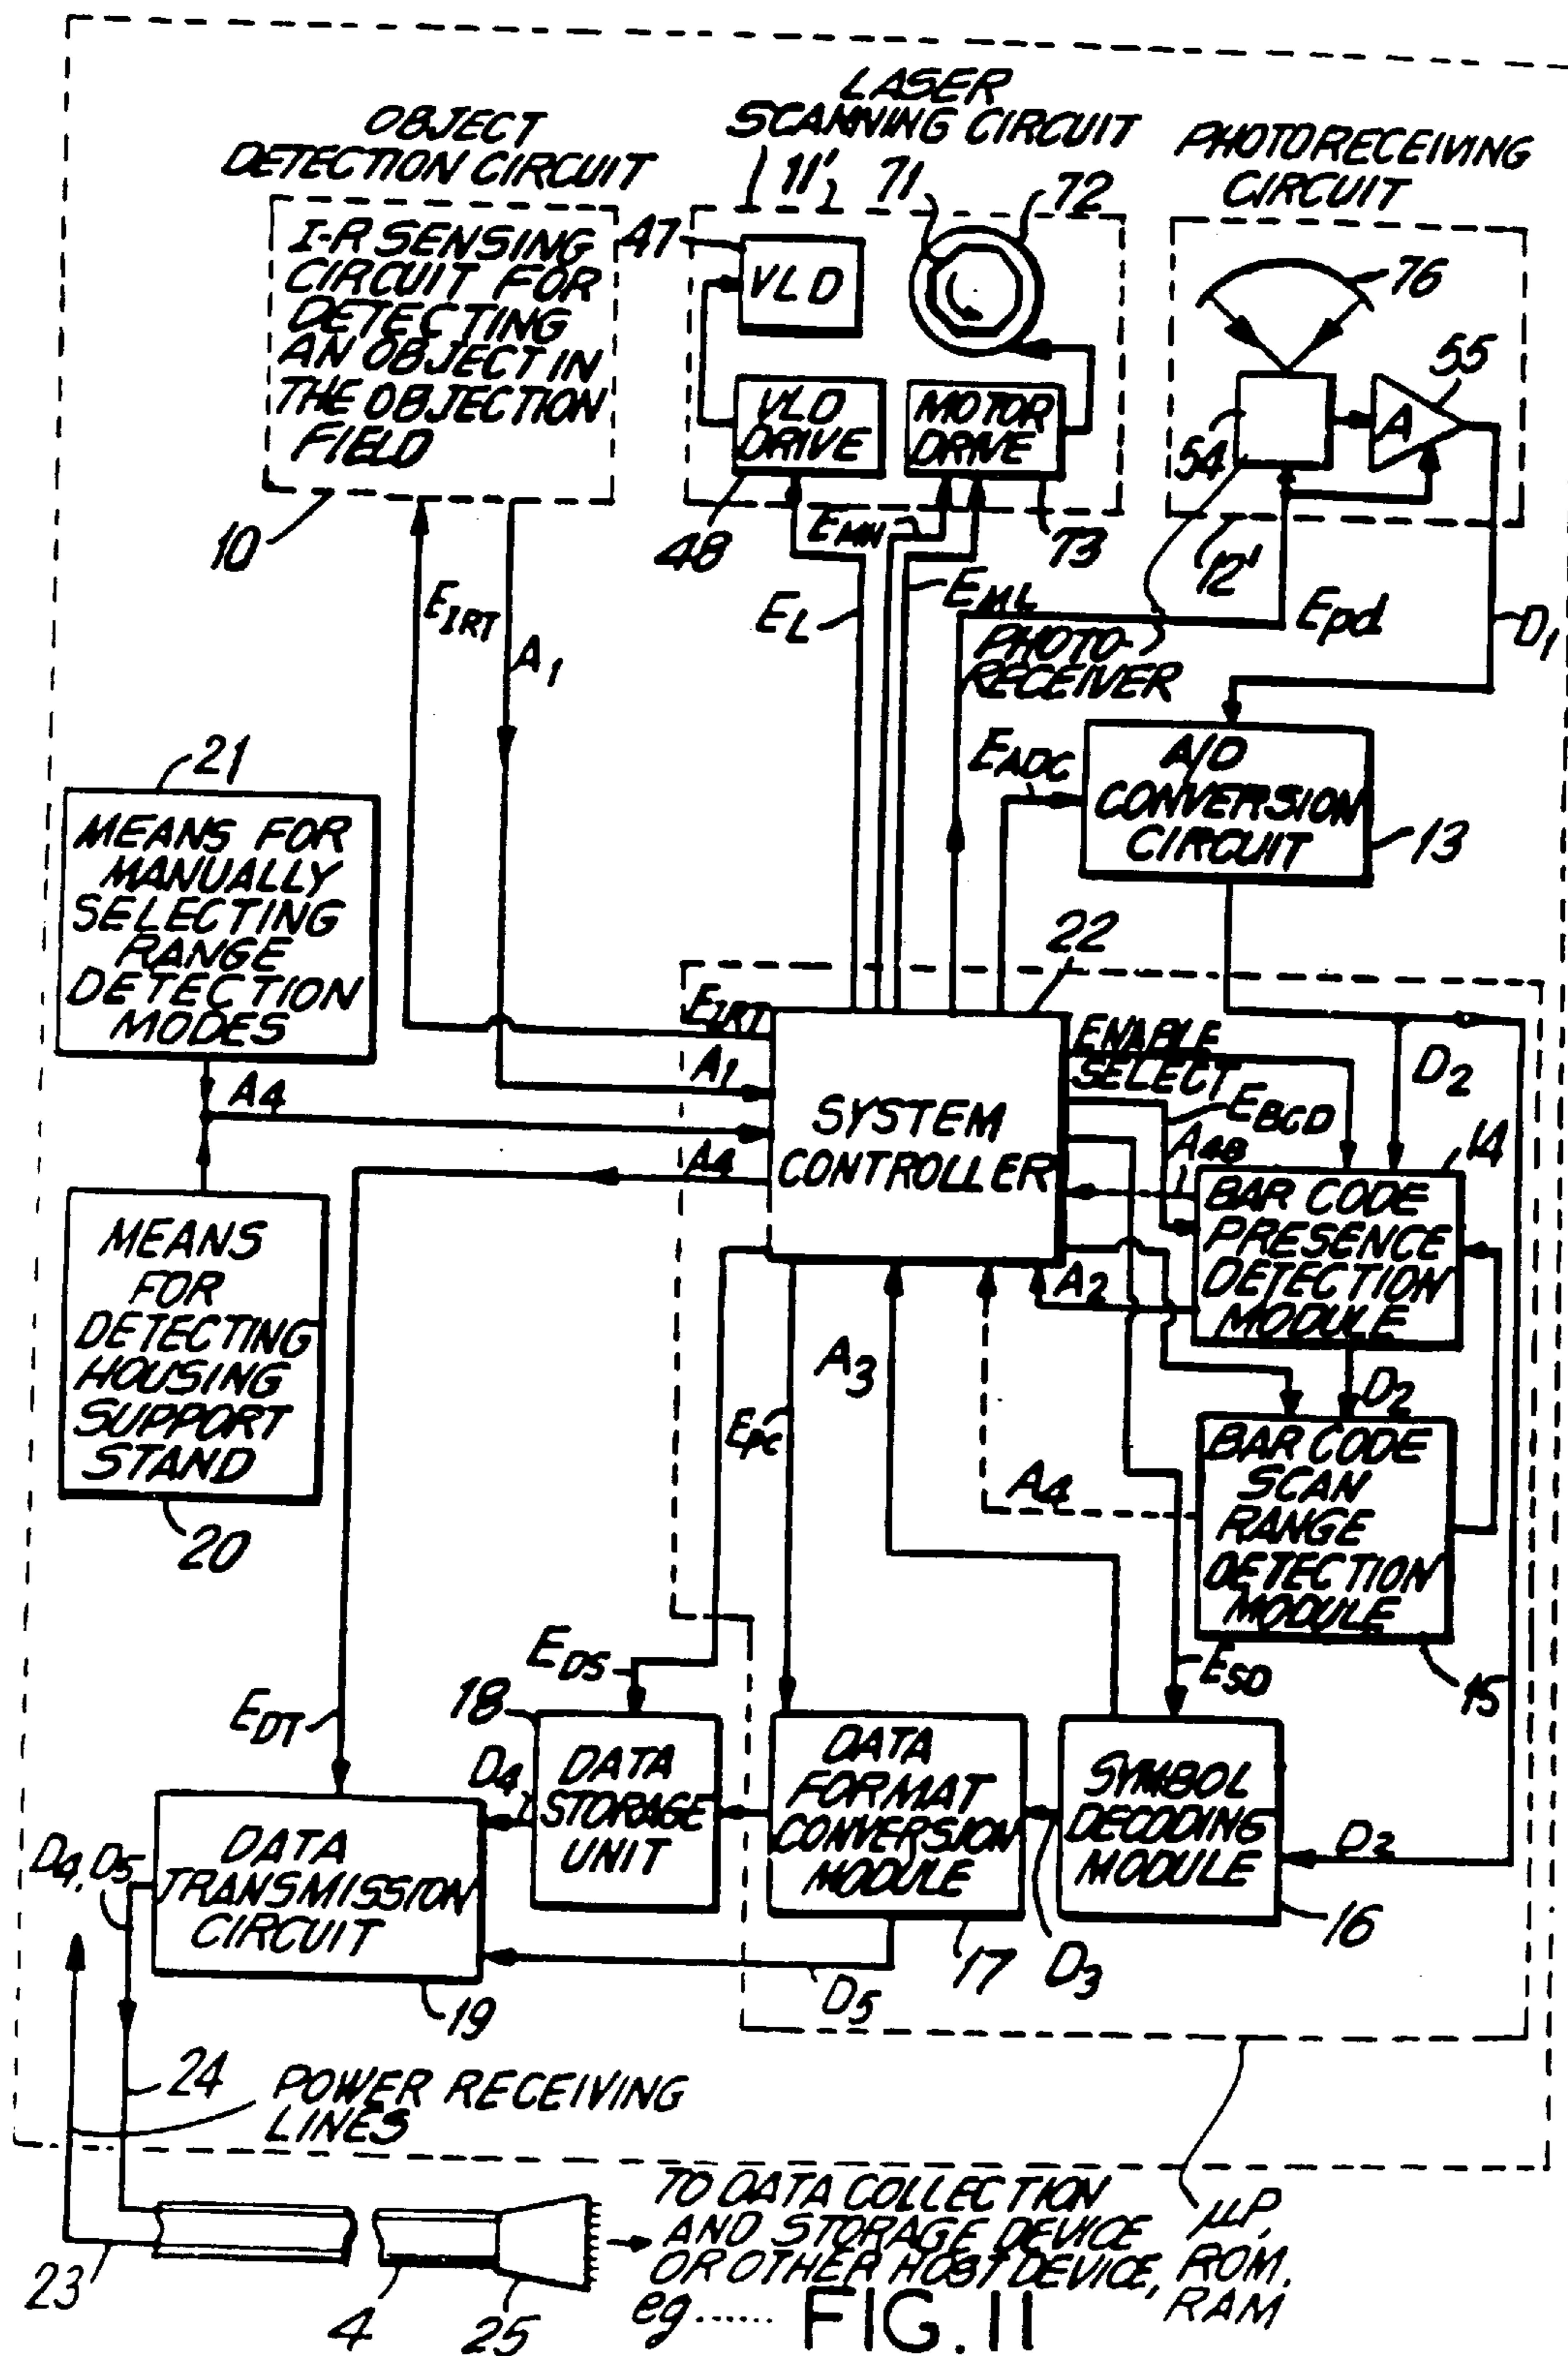 OBJECT
DETECTION CIRCUIT
LASER
SCANNING CIRCUIT
PHOTORECEIVING
CIRCUIT
11'
71
72
I-R SENSING
CIRCUIT FOR
DETECTING
AN OBJECT IN
THE OBJECTION
FIELD
47
VLD
76
55
VLD
DRIVE
MOTOR
DRIVE
54
A
10
48
EMH
73
12'
EIRT
A1
EL
EML
Epd
D1
PHOTO-
RECEIVER
21
MEANS FOR
MANUALLY
SELECTING
RANGE
DETECTION
MODES
EADC
A/D
CONVERSION
CIRCUIT
13
22
EIRT
ENABLE
SELECT
D2
A1
A4
EBCD
SYSTEM
CONTROLLER
A4B
14
A4
MEANS
FOR
DETECTING
HOUSING
SUPPORT
STAND
BAR CODE
PRESENCE
DETECTION
MODULE
A2
A3
D2
Epc
BAR CODE
SCAN
RANGE
DETECTION
MODULE
A4
20
EDS
ESD
15
18
EDT
D4
DATA
STORAGE
UNIT
DATA
FORMAT
CONVERSION
MODULE
SYMBOL
DECODING
MODULE
D2
D4, D5
DATA
TRANSMISSION
CIRCUIT
16
17
D3
D5
19
24
POWER RECEIVING
LINES
TO DATA COLLECTION
AND STORAGE DEVICE
OR OTHER HOST DEVICE,
eg......
µP,
ROM,
RAM
23
4
25
FIG. 11